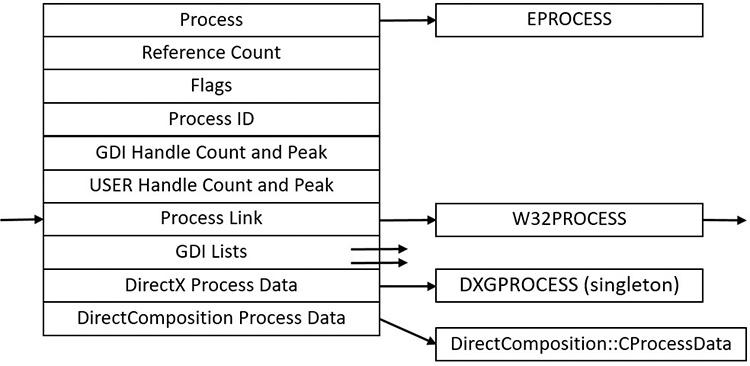 Process
EPROCESS
Reference Count
Flags
Process ID
GDI Handle Count and Peak
USER Handle Count and Peak
Process Link
W32PROCESS
GDI Lists
DirectX Process Data
DXGPROCESS (singleton)
DirectComposition Process Data
DirectComposition::CProcessData